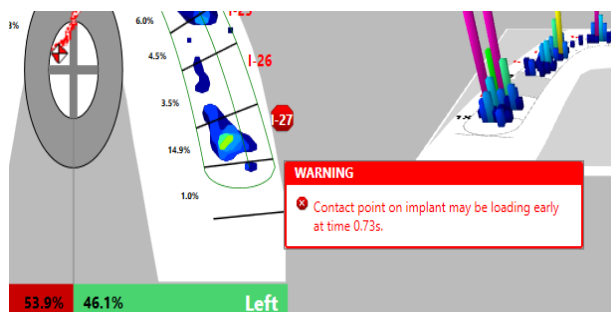 6.0%
4.5%
I-26
3.5%
I-27
14.9%
WARNING
Contact point on implant may be loading early
at time 0.73s.
1.0%
53.9% 46.1% Left